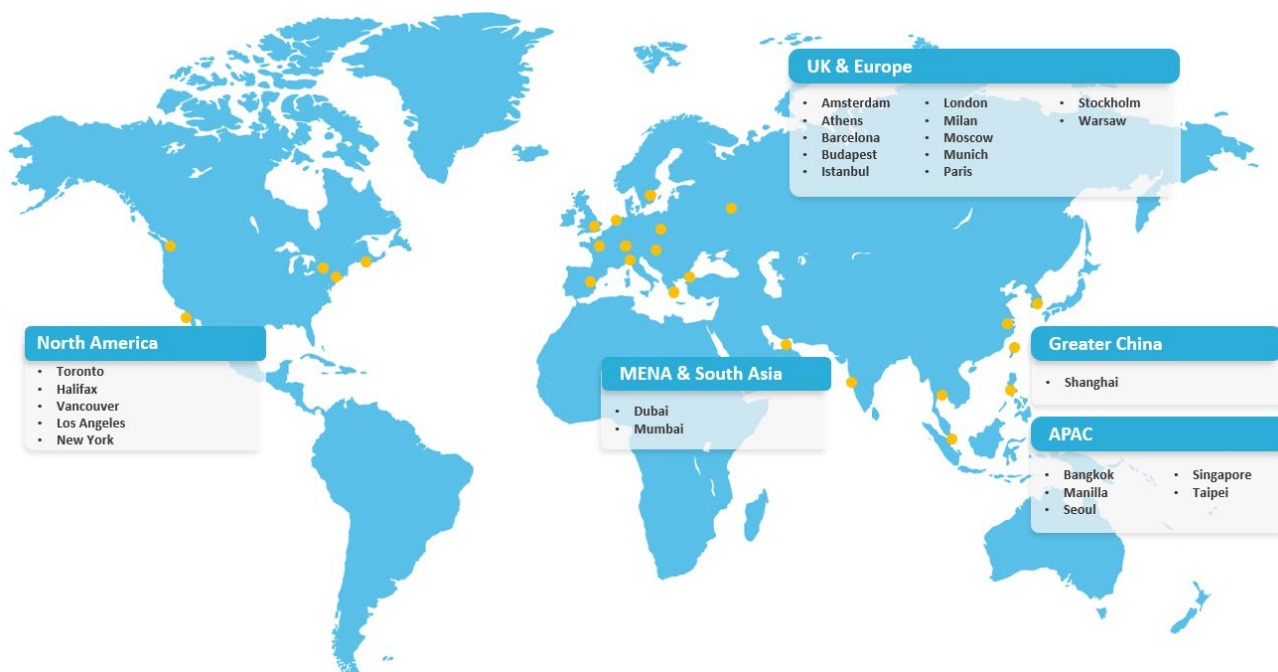 UK & Europe
• Amsterdam
• Athens
• Barcelona
• Budapest
• Istanbul
• London
• Milan
• Moscow
• Munich
• Paris
• Stockholm
• Warsaw
North America
• Toronto
• Halifax
• Vancouver
• Los Angeles
• New York
MENA & South Asia
• Dubai
• Mumbai
Greater China
• Shanghai
APAC
• Bangkok
• Manilla
• Seoul
• Singapore
• Taipei